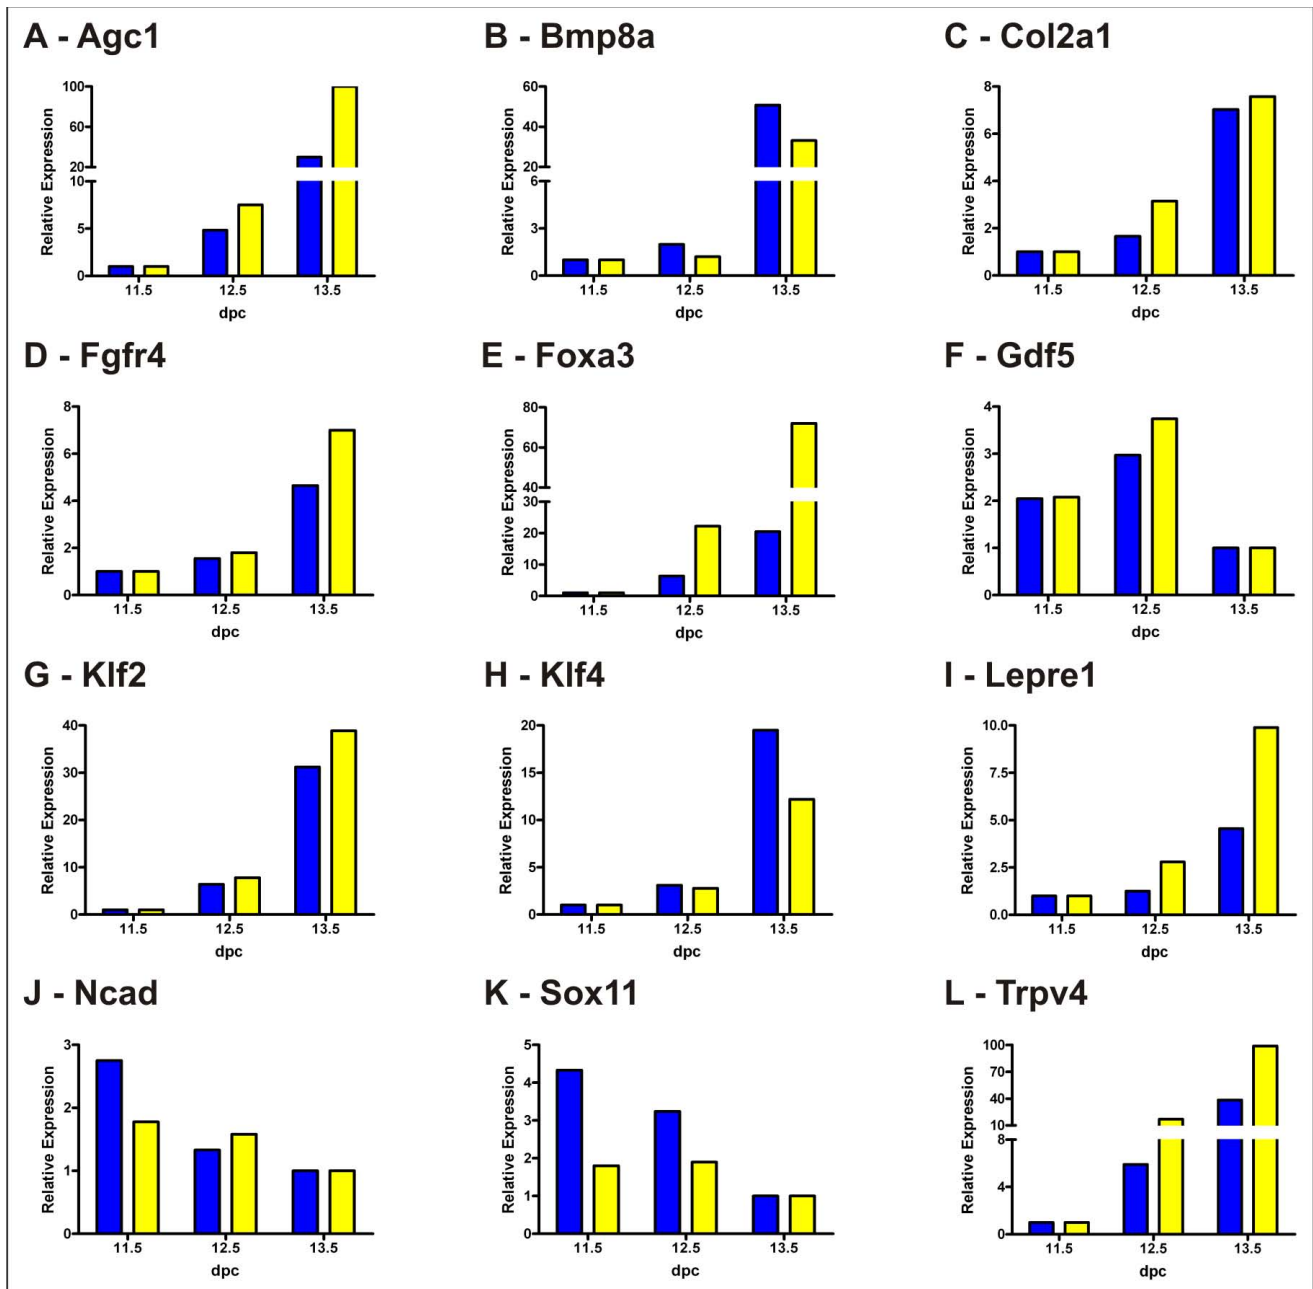 A - Agc1
B - Bmp8a
C - Col2a1
Relative Expression
100
60
20
10
5
0
11.5
12.5
13.5
dpc
Relative Expression
60
40
20
6
3
0
11.5
12.5
13.5
dpc
Relative Expression
8
6
4
2
0
11.5
12.5
13.5
dpc
D - Fgfr4
E - Foxa3
F - Gdf5
Relative Expression
8
6
4
2
0
11.5
12.5
13.5
dpc
Relative Expression
80
60
40
30
20
10
0
11.5
12.5
13.5
dpc
Relative Expression
4
3
2
1
0
11.5
12.5
13.5
dpc
G - Klf2
H - Klf4
I - Lepre1
Relative Expression
40
30
20
10
0
11.5
12.5
13.5
dpc
Relative Expression
20
15
10
5
0
11.5
12.5
13.5
dpc
Relative Expression
10.0
7.5
5.0
2.5
0.0
11.5
12.5
13.5
dpc
J - Ncad
K - Sox11
L - Trpv4
Relative Expression
3
2
1
0
11.5
12.5
13.5
dpc
Relative Expression
5
4
3
2
1
0
11.5
12.5
13.5
dpc
Relative Expression
100
70
40
10
8
4
0
11.5
12.5
13.5
dpc